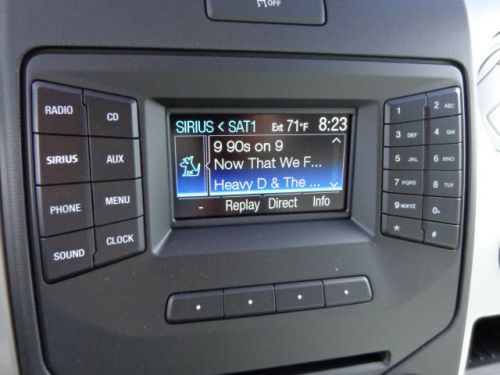 OFF
RADIO CD
SIRIUS AUX
PHONE MENU
SOUND CLOCK
SIRIUS < SAT1 Ext 71°F 8:23
9 90s on 9
Now That We F...
Heavy D & The ...
- Replay Direct Info
1 2 ABC
3 DEF 4 GHI
5 JKL 6 MNO
7 PQRS 8 TUV
9 WXYZ 0
* #